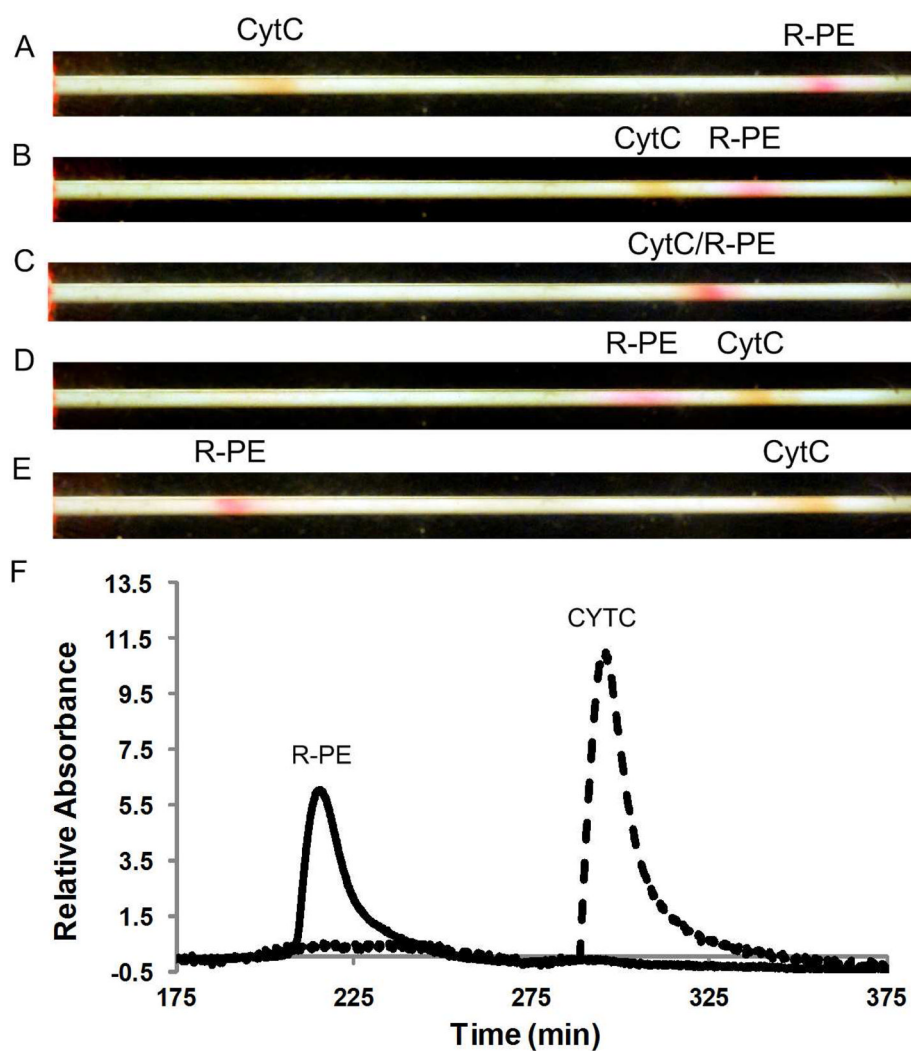 A
CytC
R-PE
B
CytC R-PE
C
CytC/R-PE
D
R-PE CytC
E
R-PE
CytC
F
13.5
11.5
9.5
7.5
5.5
3.5
1.5
-0.5
Relative Absorbance
R-PE
CYTC
175 225 275 325 375
Time (min)